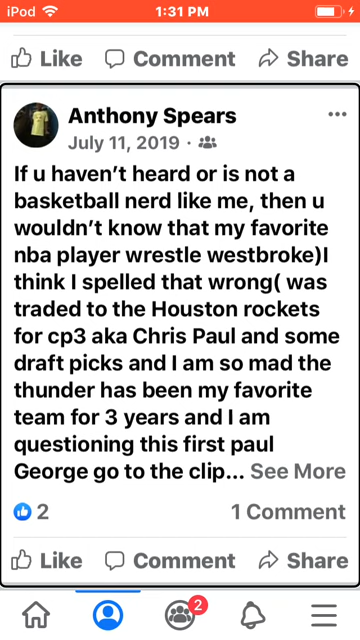 iPod 1:31 PM
Like Comment Share
Anthony Spears
July 11, 2019 ·
If u haven't heard or is not a
basketball nerd like me, then u
wouldn't know that my favorite
nba player wrestle westbroke)I
think I spelled that wrong( was
traded to the Houston rockets
for cp3 aka Chris Paul and some
draft picks and I am so mad the
thunder has been my favorite
team for 3 years and I am
questioning this first paul
George go to the clip... See More
2 1 Comment
Like Comment Share
2